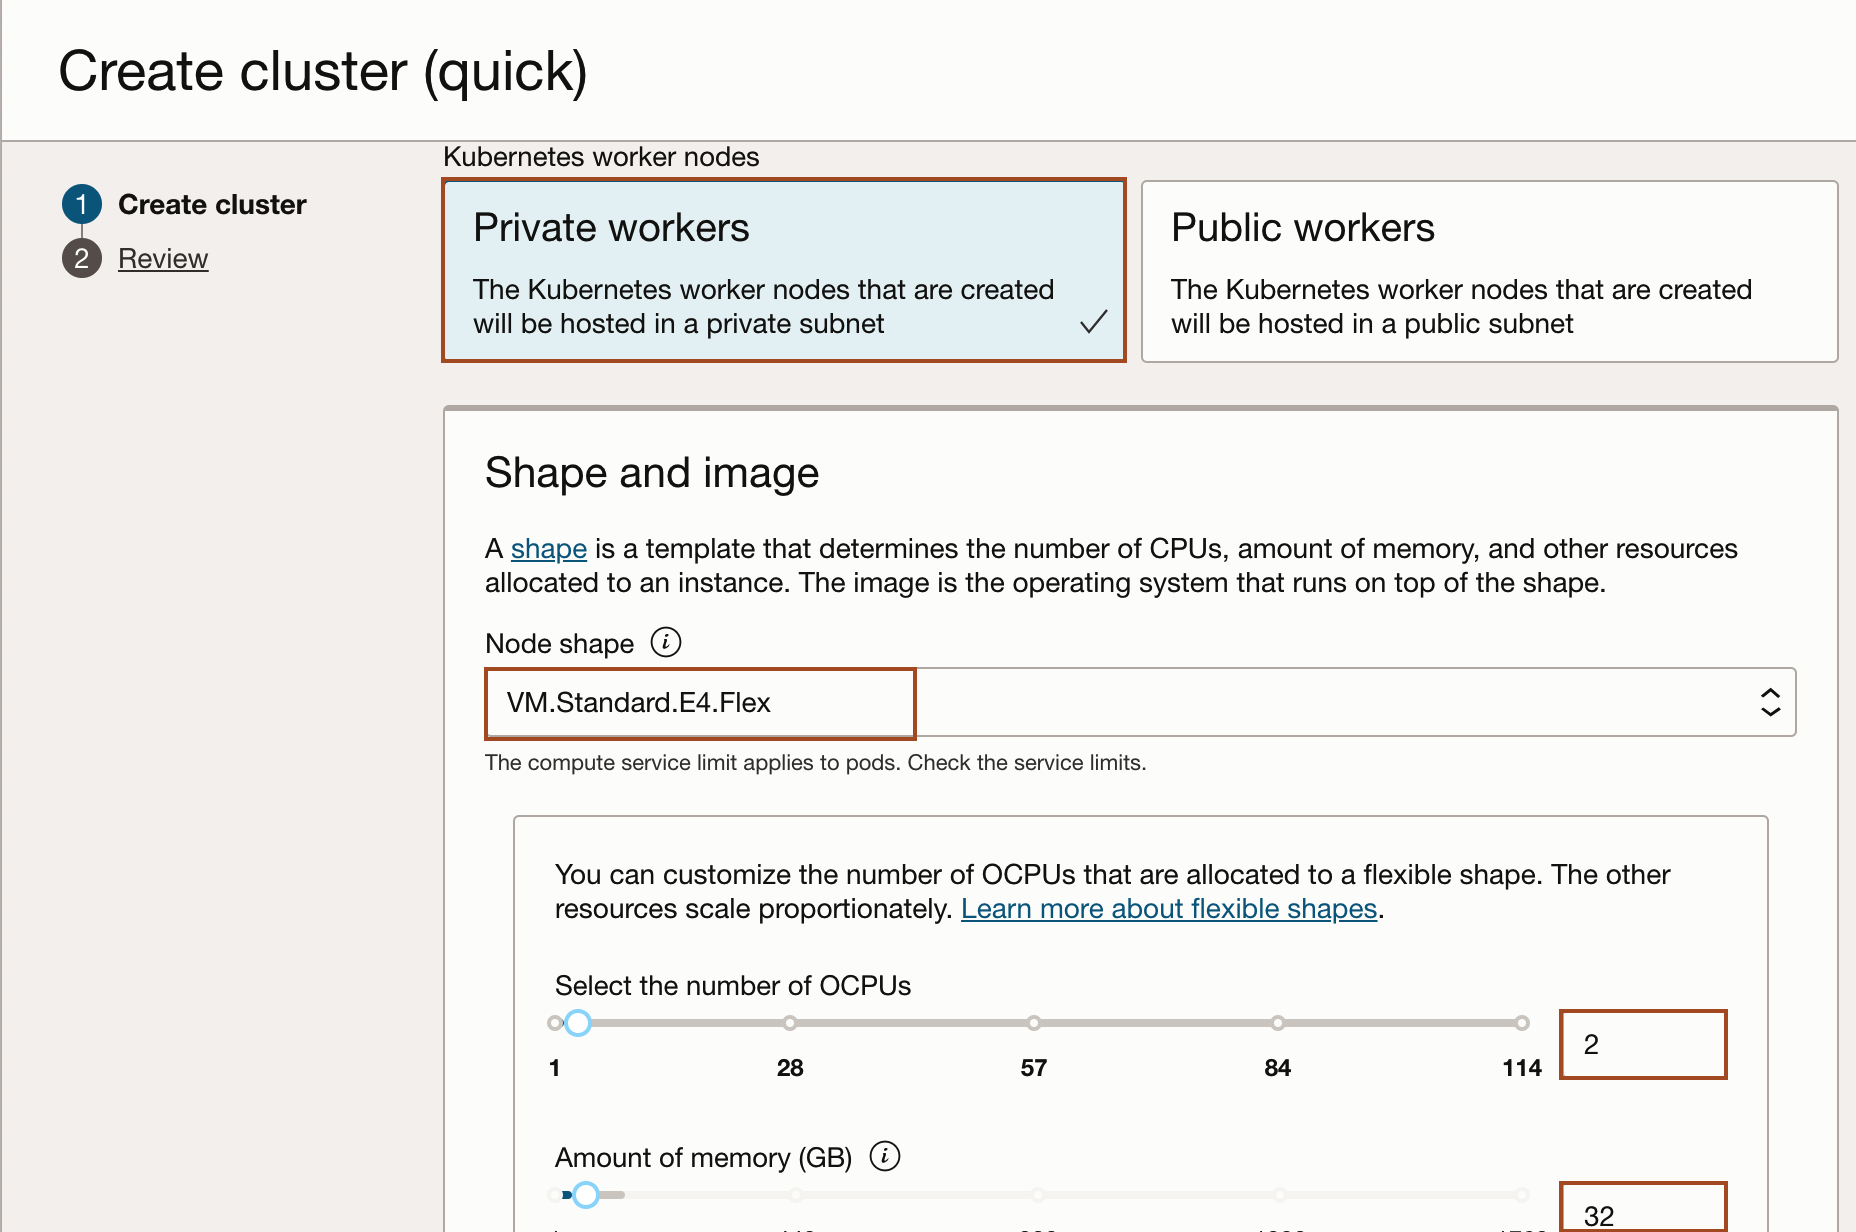 Create cluster (quick)
1 Create cluster
2 Review
Kubernetes worker nodes
Private workers
The Kubernetes worker nodes that are created
will be hosted in a private subnet
Public workers
The Kubernetes worker nodes that are created
will be hosted in a public subnet
Shape and image
A shape is a template that determines the number of CPUs, amount of memory, and other resources
allocated to an instance. The image is the operating system that runs on top of the shape.
Node shape
VM.Standard.E4.Flex
The compute service limit applies to pods. Check the service limits.
You can customize the number of OCPUs that are allocated to a flexible shape. The other
resources scale proportionately. Learn more about flexible shapes.
Select the number of OCPUs
1 28 57 84 114
2
Amount of memory (GB)
32